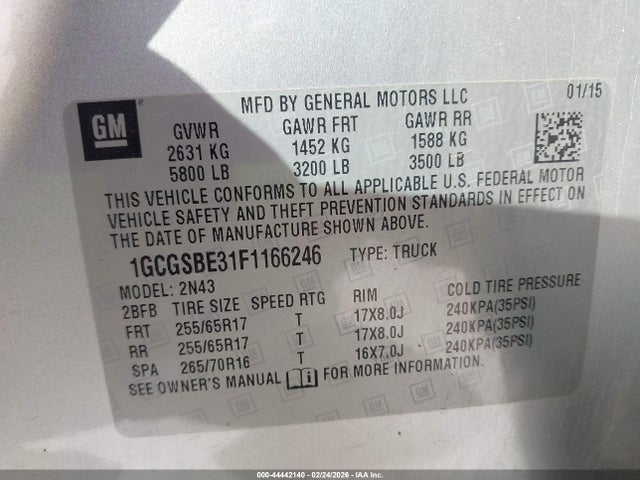 MFD BY GENERAL MOTORS LLC 01/15
GM
GVWR GAWR FRT GAWR RR
2631 KG 1452 KG 1588 KG
5800 LB 3200 LB 3500 LB
THIS VEHICLE CONFORMS TO ALL APPLICABLE U.S. FEDERAL MOTOR
VEHICLE SAFETY AND THEFT PREVENTION STANDARDS IN EFFECT ON
THE DATE OF MANUFACTURE SHOWN ABOVE.
1GCGSBE31F1166246 TYPE: TRUCK
MODEL: 2N43
2BFB TIRE SIZE SPEED RTG RIM COLD TIRE PRESSURE
FRT 255/65R17 T 17X8.0J 240KPA(35PSI)
RR 255/65R17 T 17X8.0J 240KPA(35PSI)
SPA 265/70R16 T 16X7.0J 240KPA(35PSI)
SEE OWNER'S MANUAL FOR MORE INFORMATION.
000-44442140 - 02/24/2026 - IAA Inc.